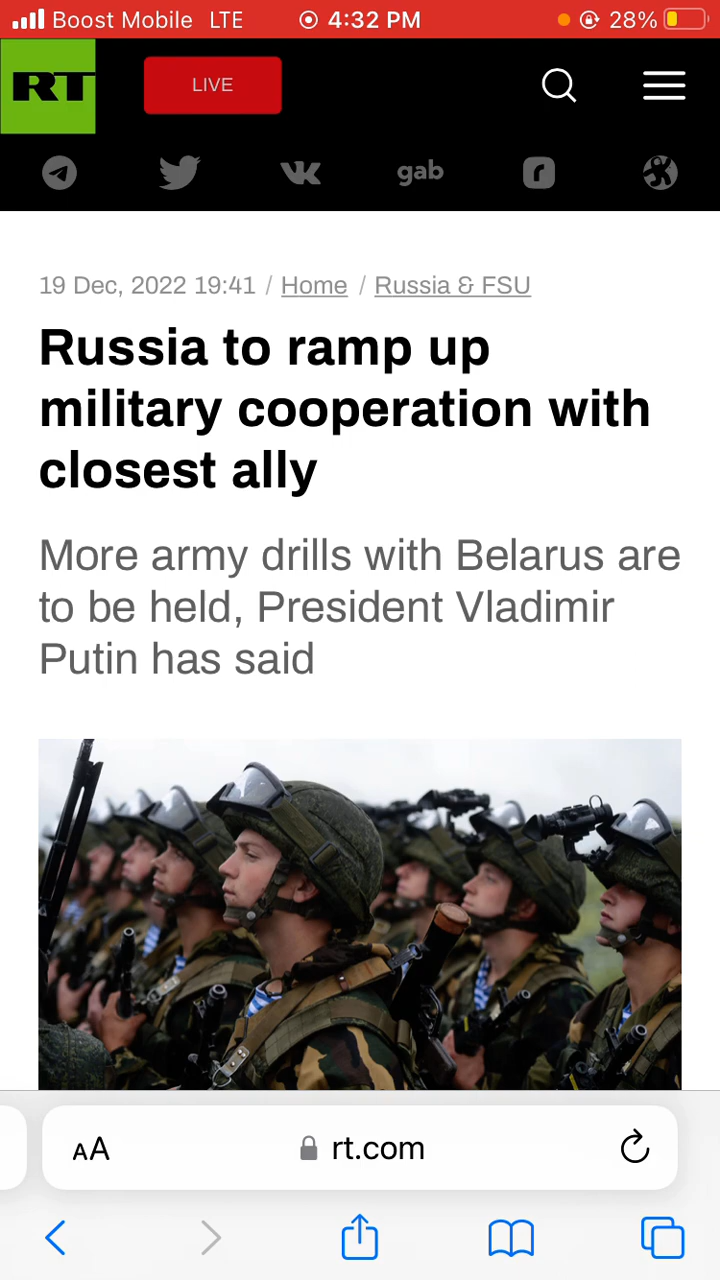 Boost Mobile LTE 4:32 PM 28%
RT LIVE
gab
19 Dec, 2022 19:41 / Home / Russia & FSU
Russia to ramp up
military cooperation with
closest ally
More army drills with Belarus are
to be held, President Vladimir
Putin has said
AA rt.com